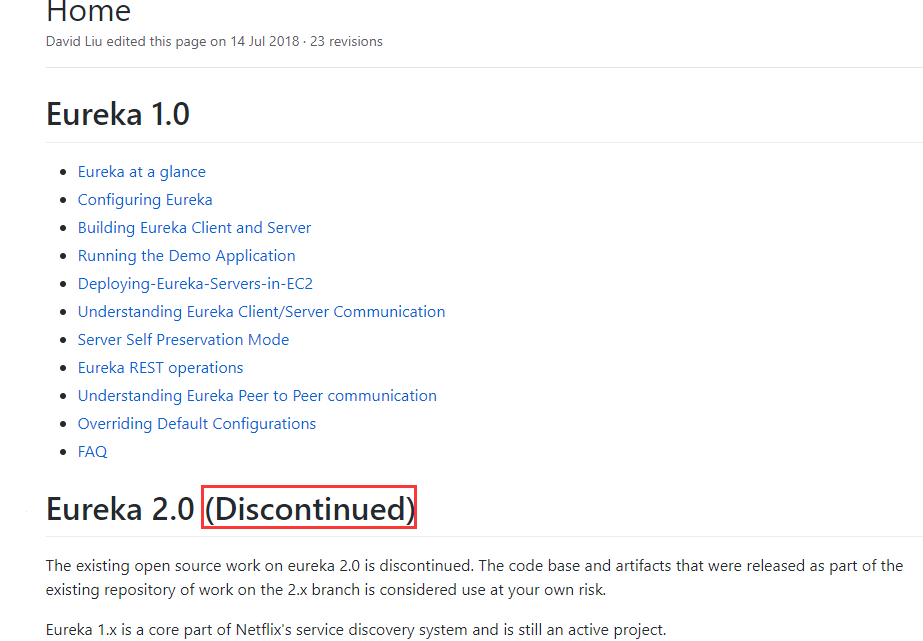 Home
David Liu edited this page on 14 Jul 2018 · 23 revisions
Eureka 1.0
Eureka at a glance
Configuring Eureka
Building Eureka Client and Server
Running the Demo Application
Deploying-Eureka-Servers-in-EC2
Understanding Eureka Client/Server Communication
Server Self Preservation Mode
Eureka REST operations
Understanding Eureka Peer to Peer communication
Overriding Default Configurations
FAQ
Eureka 2.0 (Discontinued)
The existing open source work on eureka 2.0 is discontinued. The code base and artifacts that were released as part of the
existing repository of work on the 2.x branch is considered use at your own risk.
Eureka 1.x is a core part of Netflix's service discovery system and is still an active project.